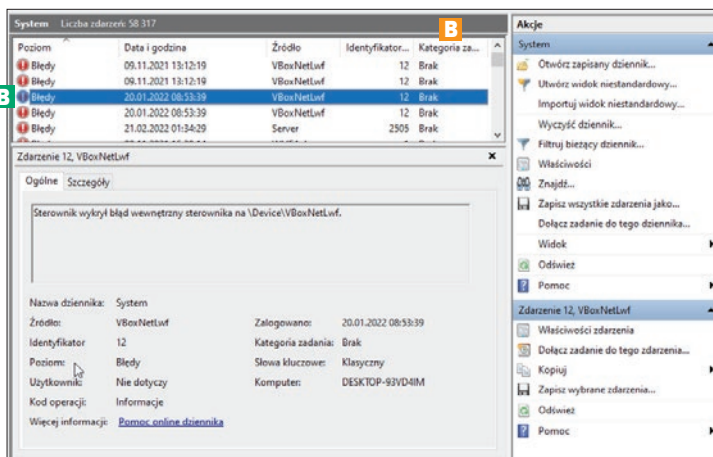 System Liczba zdarzeń: 58 317
B
Poziom Data i godzina Źródło Identyfikator... Kategoria za...
Błędy 09.11.2021 13:12:19 VBoxNetLwf 12 Brak
Błędy 09.11.2021 13:12:19 VBoxNetLwf 12 Brak
B
Błędy 20.01.2022 08:53:39 VBoxNetLwf 12 Brak
Błędy 20.01.2022 08:53:39 VBoxNetLwf 12 Brak
Błędy 21.02.2022 01:34:29 Server 2505 Brak
Zdarzenie 12, VBoxNetLwf
Ogólne Szczegóły
Sterownik wykrył błąd wewnętrzny sterownika na \Device\VBoxNetLwf.
Nazwa dziennika: System
Źródło: VBoxNetLwf Zalogowano: 20.01.2022 08:53:39
Identyfikator 12 Kategoria zadania: Brak
Poziom: Błędy Słowa kluczowe: Klasyczny
Użytkownik: Nie dotyczy Komputer: DESKTOP-93VD4IM
Kod operacji: Informacje
Więcej informacji: Pomoc online dziennika
Akcje
System
Otwórz zapisany dziennik...
Utwórz widok niestandardowy...
Importuj widok niestandardowy...
Wyczyść dziennik...
Filtruj bieżący dziennik...
Właściwości
Znajdź...
Zapisz wszystkie zdarzenia jako...
Dołącz zadanie do tego dziennika...
Widok
Odśwież
Pomoc
Zdarzenie 12, VBoxNetLwf
Właściwości zdarzenia
Dołącz zadanie do tego zdarzenia...
Kopiuj
Zapisz wybrane zdarzenia...
Odśwież
Pomoc